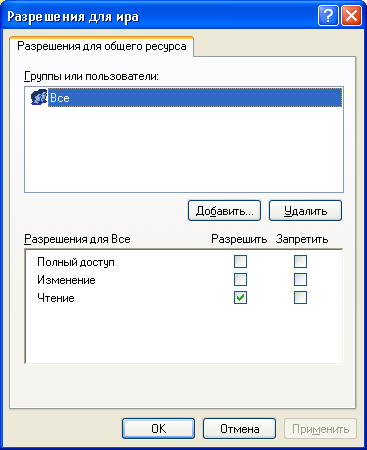 Разрешения для ира
Разрешения для общего ресурса
Группы или пользователи:
Все
Добавить... Удалить
Разрешения для Все Разрешить Запретить
Полный доступ
Изменение
Чтение
OK Отмена Применить